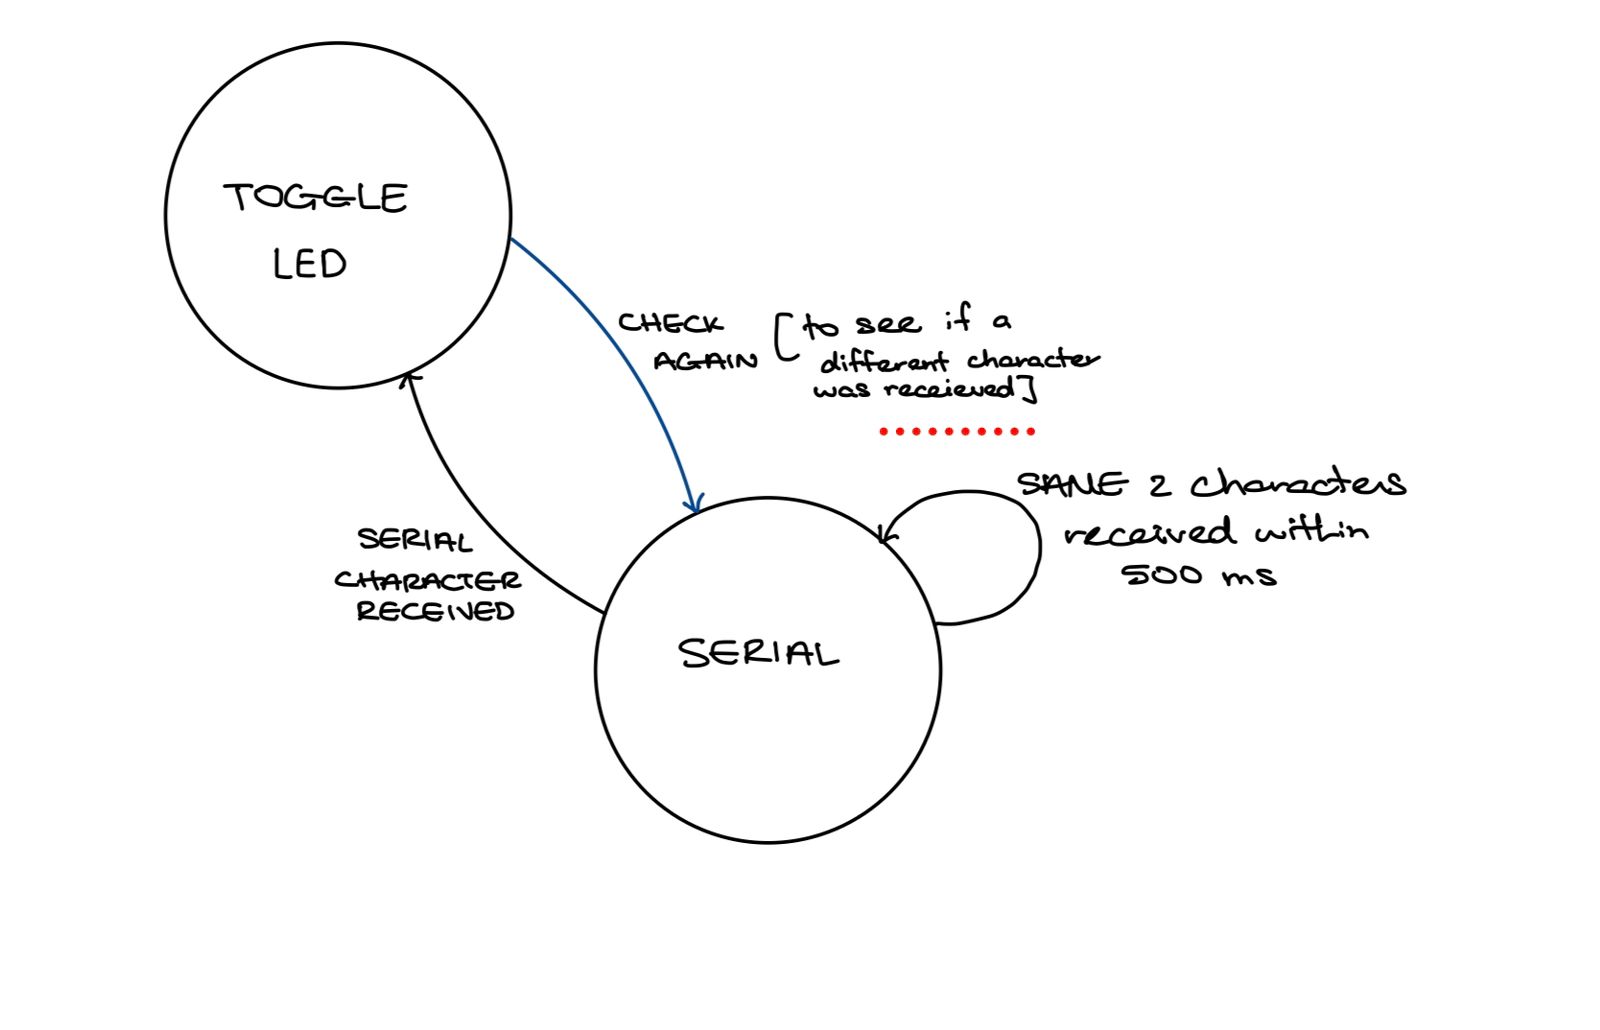 TOGGLE
LED
CHECK
AGAIN
[to see if a
different character
was receieved]
SAME 2 characters
received within
500 ms
SERIAL
CHARACTER
RECEIVED
SERIAL